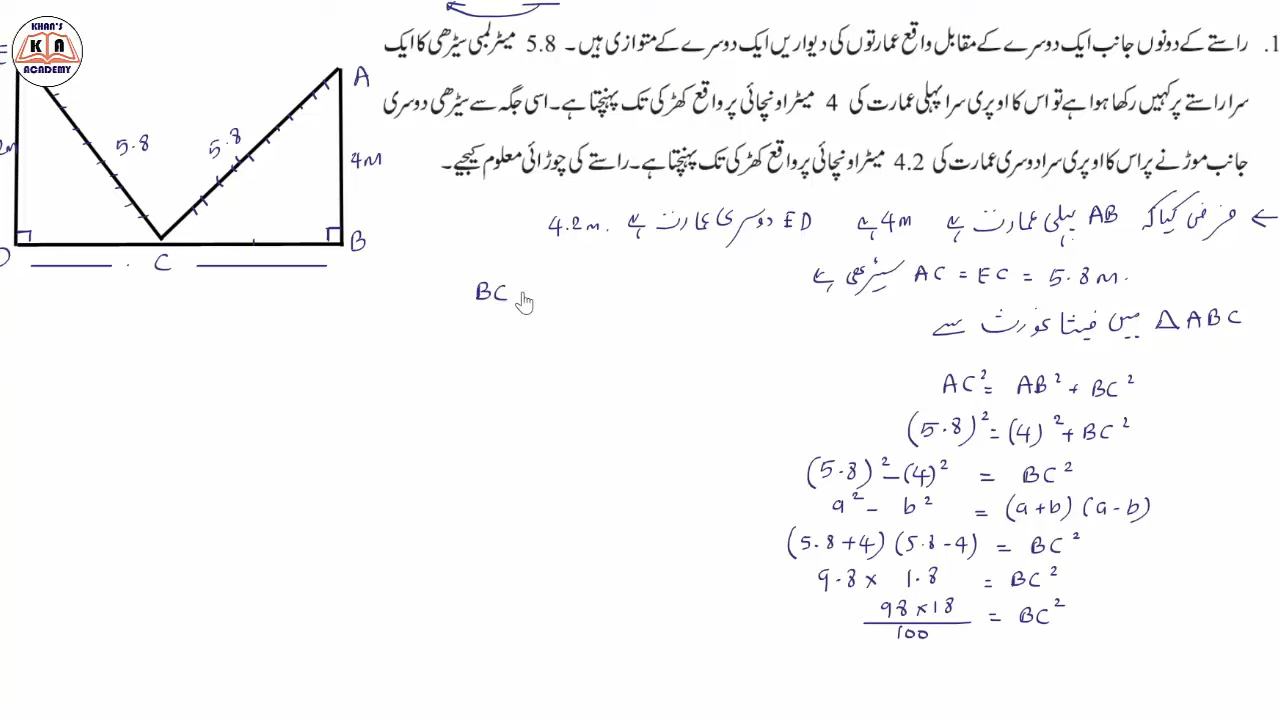 KHAN'S
K A
ACADEMY
1. راستے کے دونوں جانب ایک دوسرے کے مقابل واقع عمارتوں کی دیواریں ایک دوسرے کے متوازی ہیں۔ 5.8 میٹر لمبی سیڑھی کا ایک
سرا راستے پر کہیں رکھا ہوا ہے تو اس کا اوپری سرا پہلی عمارت کی 4 میٹر اونچائی پر واقع کھڑکی تک پہنچتا ہے۔ اسی جگہ سے سیڑھی دوسری
جانب موڑنے پر اس کا اوپری سرا دوسری عمارت کی 4.2 میٹر اونچائی پر واقع کھڑکی تک پہنچتا ہے۔ راستے کی چوڑائی معلوم کیجیے۔
E
A
5.8
5.8
2m
4M
D
C
B
← فرض کیا کہ AB پہلی عمارت ہے 4m ہے ED دوسری عمارت ہے 4.2m.
AC = EC = 5.8m. سیڑھی ہے
BC
△ABC میں فیثاغورث سے
AC² = AB² + BC²
(5.8)² = (4)² + BC²
(5.8)² - (4)² = BC²
a² - b² = (a+b) (a-b)
(5.8+4) (5.8-4) = BC²
9.8 × 1.8 = BC²
98×18
100
= BC²